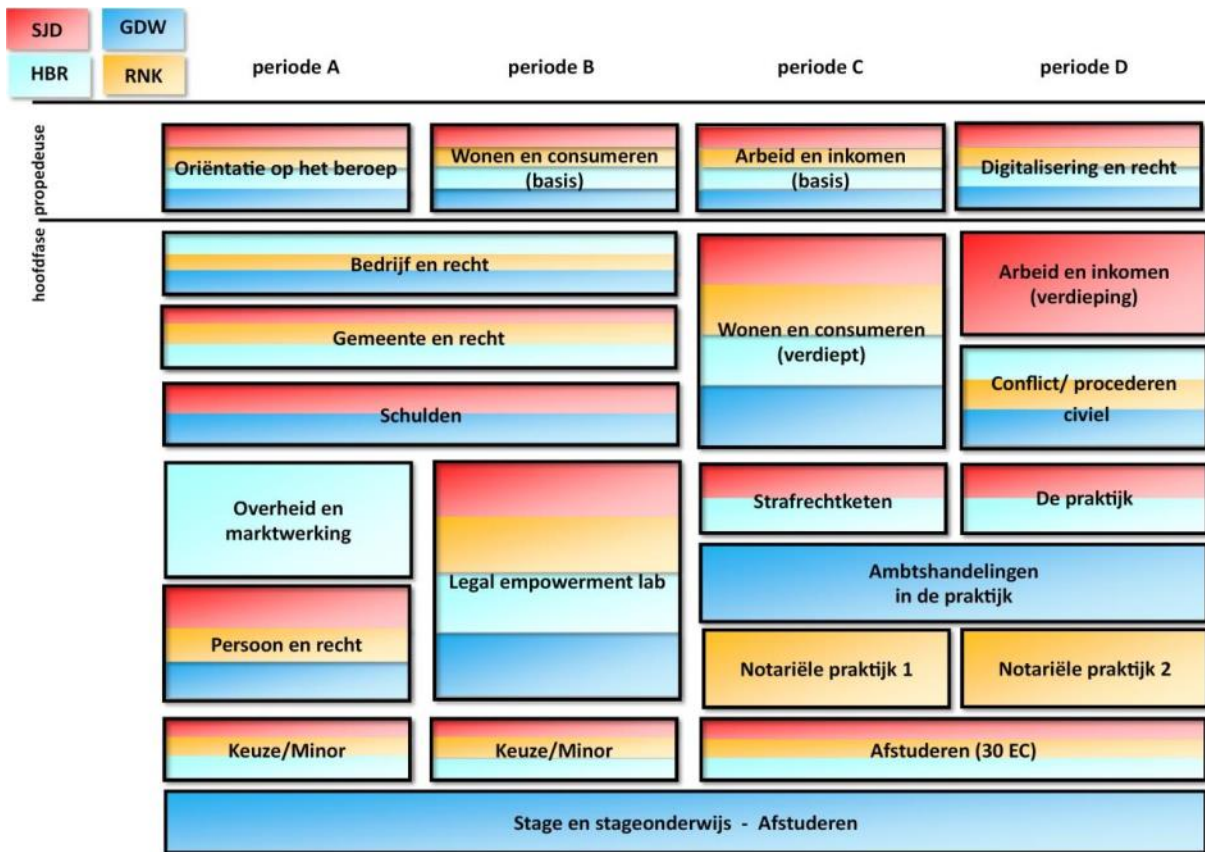 SJD
GDW
HBR
RNK
periode A
periode B
periode C
periode D
propedeuse
Oriëntatie op het beroep
Wonen en consumeren
(basis)
Arbeid en inkomen
(basis)
Digitalisering en recht
hoofdfase
Bedrijf en recht
Gemeente en recht
Schulden
Wonen en consumeren
(verdiept)
Arbeid en inkomen
(verdieping)
Conflict/ procederen
civiel
Overheid en
marktwerking
Legal empowerment lab
Strafrechtketen
De praktijk
Ambtshandelingen
in de praktijk
Persoon en recht
Notariële praktijk 1
Notariële praktijk 2
Keuze/Minor
Keuze/Minor
Afstuderen (30 EC)
Stage en stageonderwijs - Afstuderen